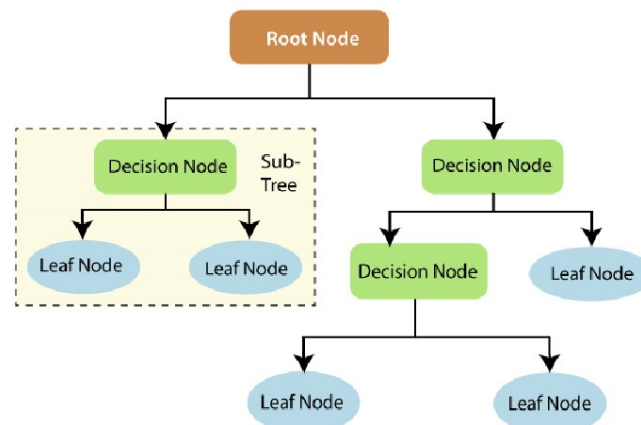 Root Node
Decision Node
Sub-
Tree
Decision Node
Leaf Node
Leaf Node
Decision Node
Leaf Node
Leaf Node
Leaf Node